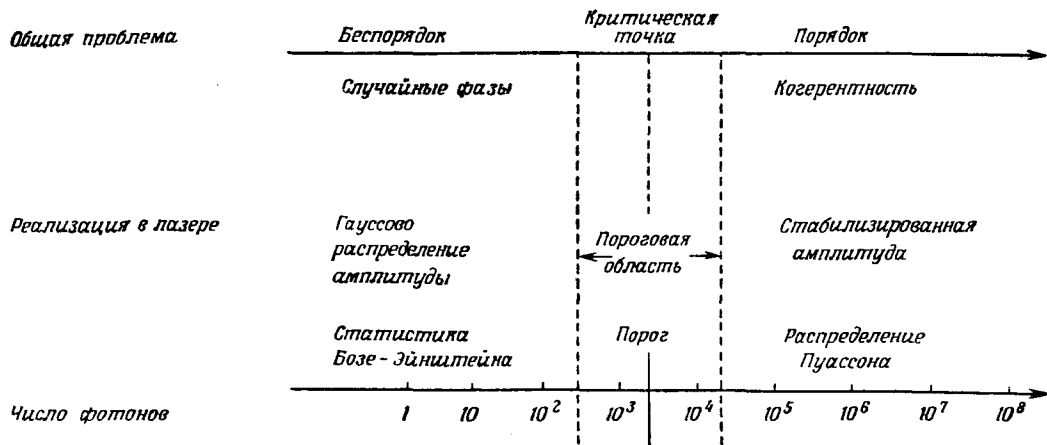 Общая проблема
Беспорядок
Критическая
точка
Порядок
Случайные фазы
Когерентность
Реализация в лазере
Гауссово
распределение
амплитуды
Пороговая
область
Стабилизированная
амплитуда
Статистика
Бозе-Эйнштейна
Порог
Распределение
Пуассона
Число фотонов
1 10 10² 10³ 10⁴ 10⁵ 10⁶ 10⁷ 10⁸